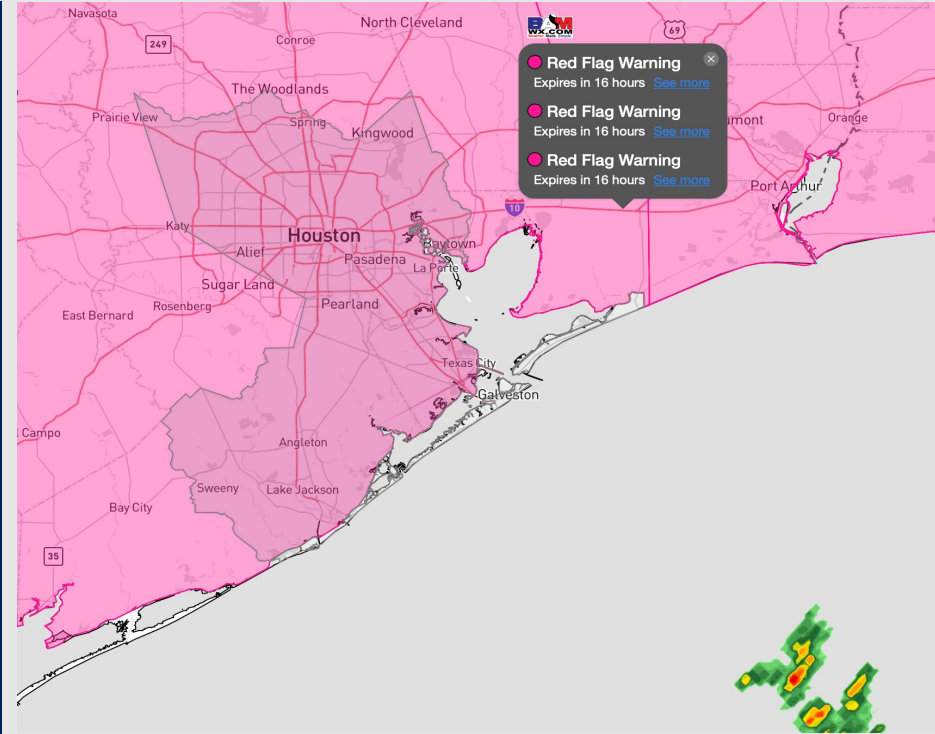 Navasota
North Cleveland
BAM
WX.COM
69
249
Conroe
Red Flag Warning
Expires in 16 hours See more
The Woodlands
Prairie View
Spring
Kingwood
Red Flag Warning
Expires in 16 hours See more
umont
Orange
Red Flag Warning
Expires in 16 hours See more
Port Arthur
10
Katy
Houston
Baytown
Alief
Pasadena
La Porte
Sugar Land
Rosenberg
Pearland
East Bernard
Texas City
Galveston
l Campo
Angleton
Sweeny
Lake Jackson
Bay City
35